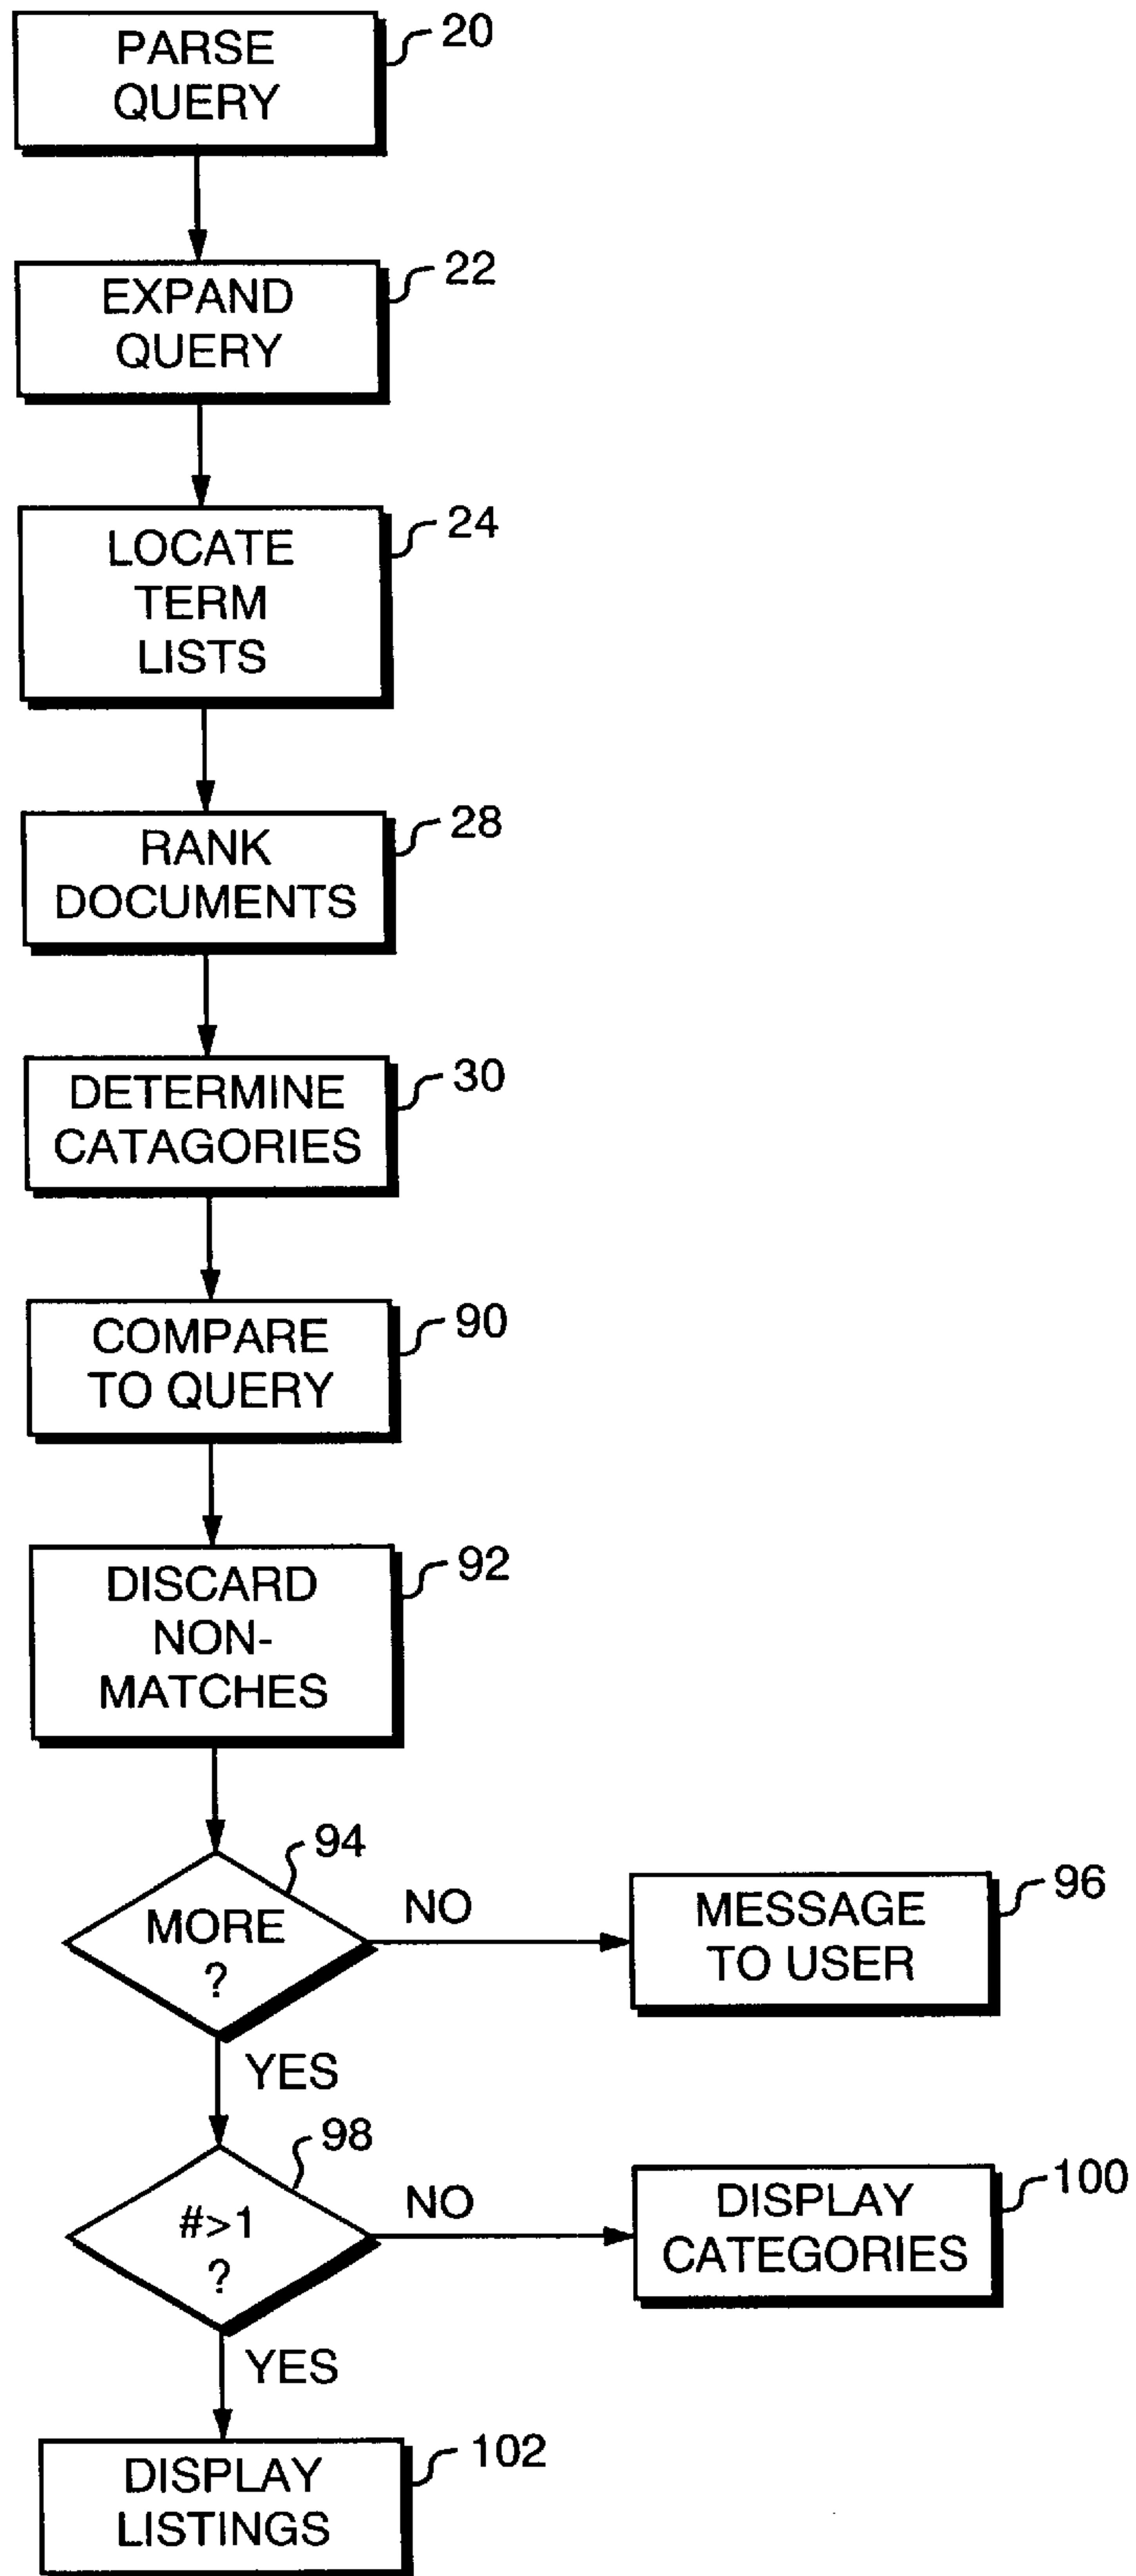 PARSE
QUERY
20
EXPAND
QUERY
22
LOCATE
TERM
LISTS
24
RANK
DOCUMENTS
28
DETERMINE
CATAGORIES
30
COMPARE
TO QUERY
90
DISCARD
NON-
MATCHES
92
MORE
?
94
NO
MESSAGE
TO USER
96
YES
#>1
?
98
NO
DISPLAY
CATEGORIES
100
YES
DISPLAY
LISTINGS
102